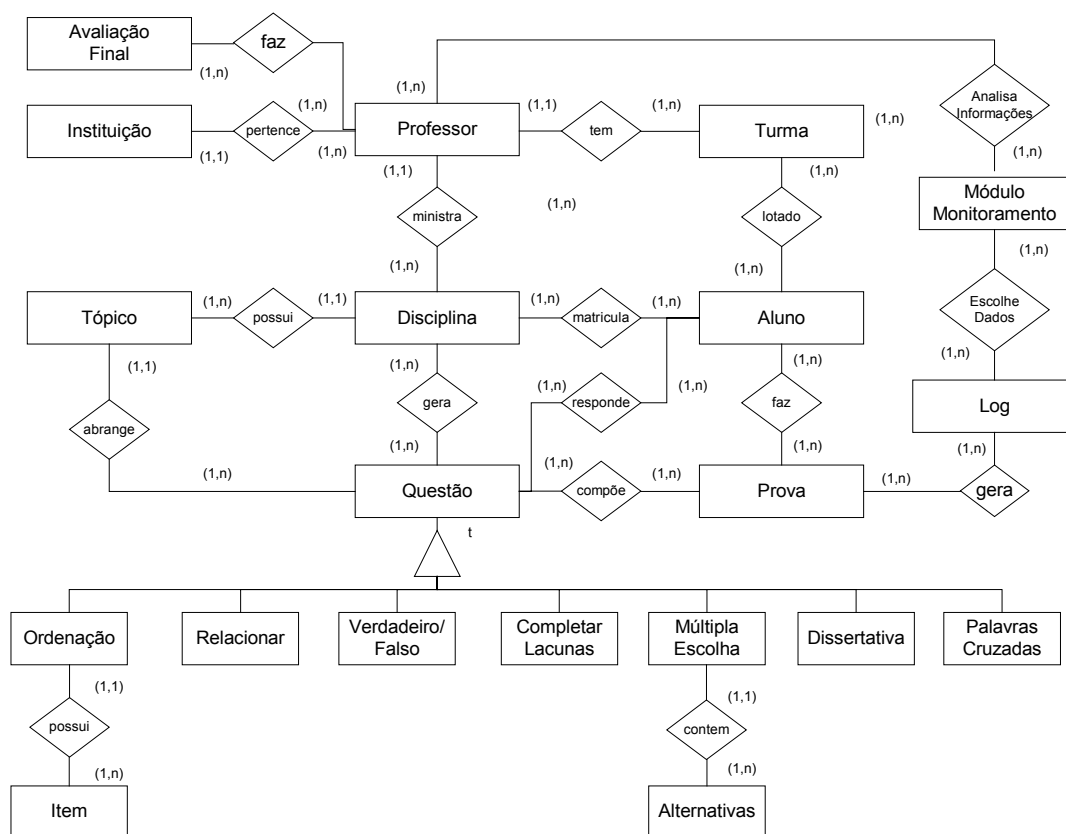 Avaliação
Final
faz
(1,n)
(1,n)
(1,n)
Analisa
Informações
Instituição
pertence
(1,n)
Professor
(1,1)
tem
(1,n)
Turma
(1,n)
(1,1)
(1,n)
(1,1)
(1,n)
(1,n)
Módulo
Monitoramento
ministra
(1,n)
lotado
(1,n)
(1,n)
(1,n)
Tópico
(1,n)
possui
(1,1)
Disciplina
(1,n)
matricula
(1,n)
Aluno
Escolhe
Dados
(1,n)
(1,1)
(1,n)
(1,n)
(1,n)
(1,n)
abrange
gera
responde
faz
Log
(1,n)
(1,n)
(1,n)
(1,n)
(1,n)
(1,n)
(1,n)
Questão
compõe
Prova
gera
t
Ordenação
Relacionar
Verdadeiro/
Falso
Completar
Lacunas
Múltipla
Escolha
Dissertativa
Palavras
Cruzadas
(1,1)
(1,1)
possui
contem
(1,n)
(1,n)
Item
Alternativas